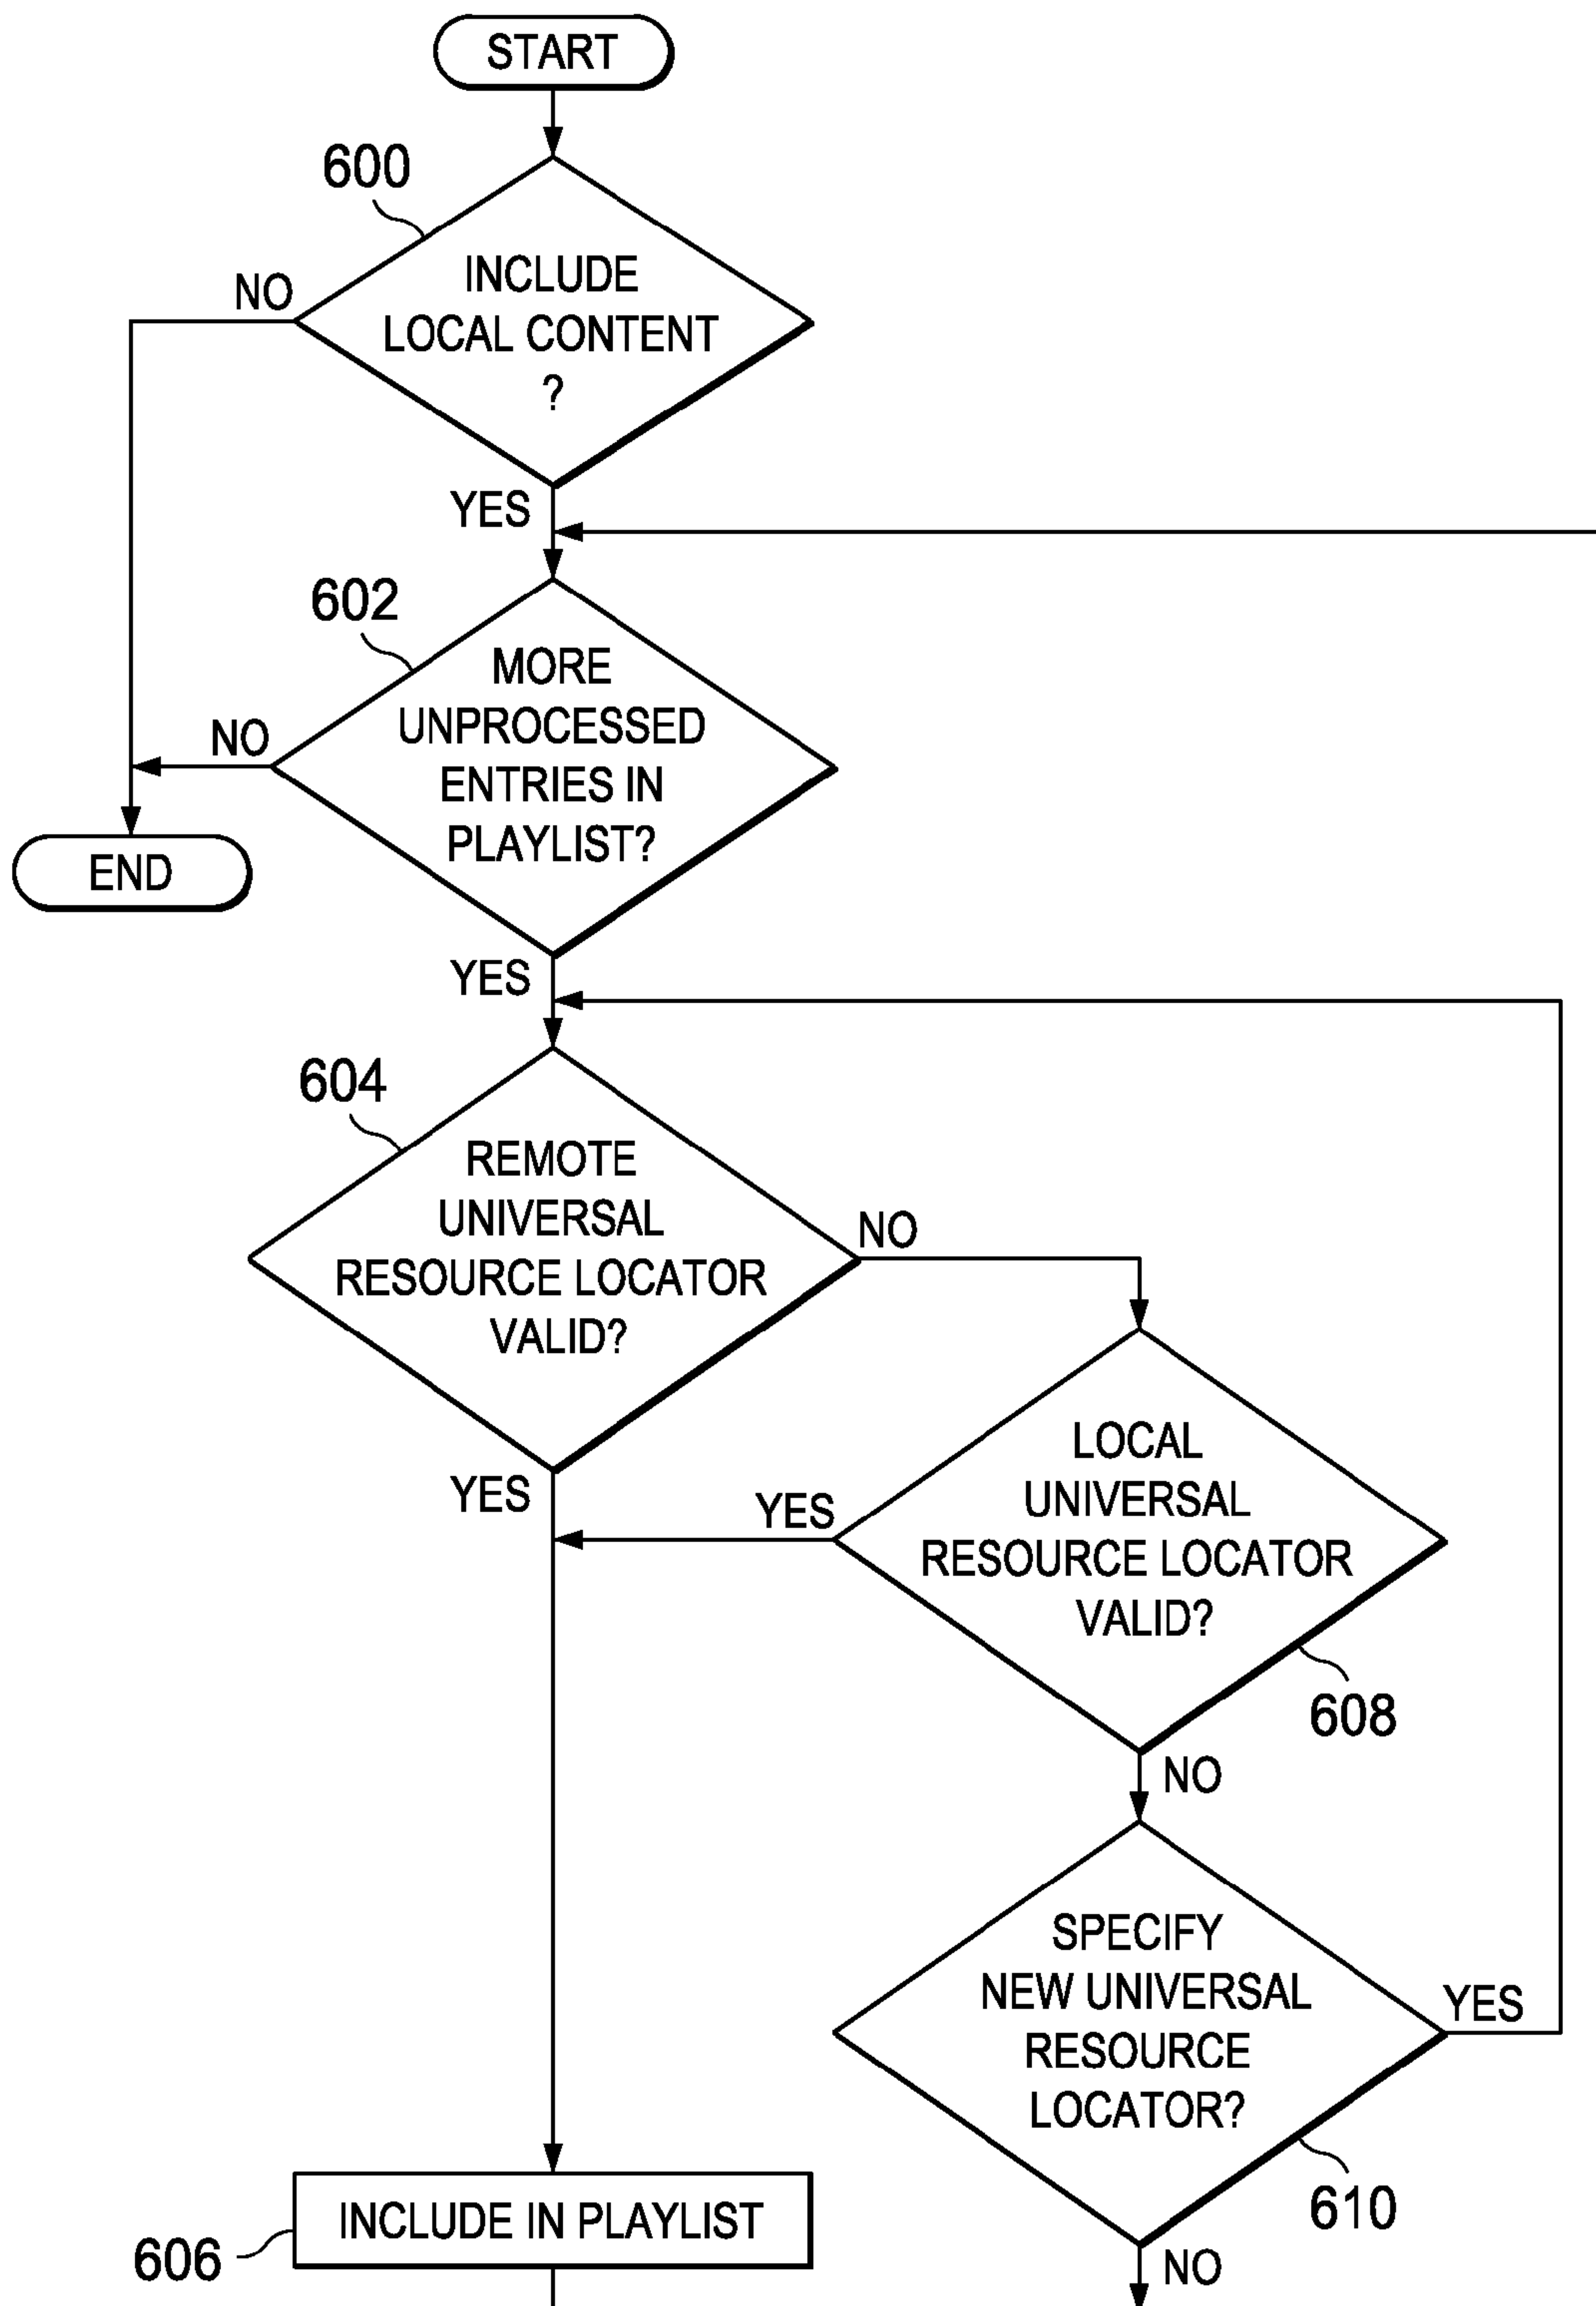 START
600
INCLUDE
LOCAL CONTENT
?
NO
YES
602
MORE
UNPROCESSED
ENTRIES IN
PLAYLIST?
NO
END
YES
604
REMOTE
UNIVERSAL
RESOURCE LOCATOR
VALID?
NO
YES
LOCAL
UNIVERSAL
RESOURCE LOCATOR
VALID?
YES
608
NO
SPECIFY
NEW UNIVERSAL
RESOURCE
LOCATOR?
YES
610
NO
INCLUDE IN PLAYLIST
606